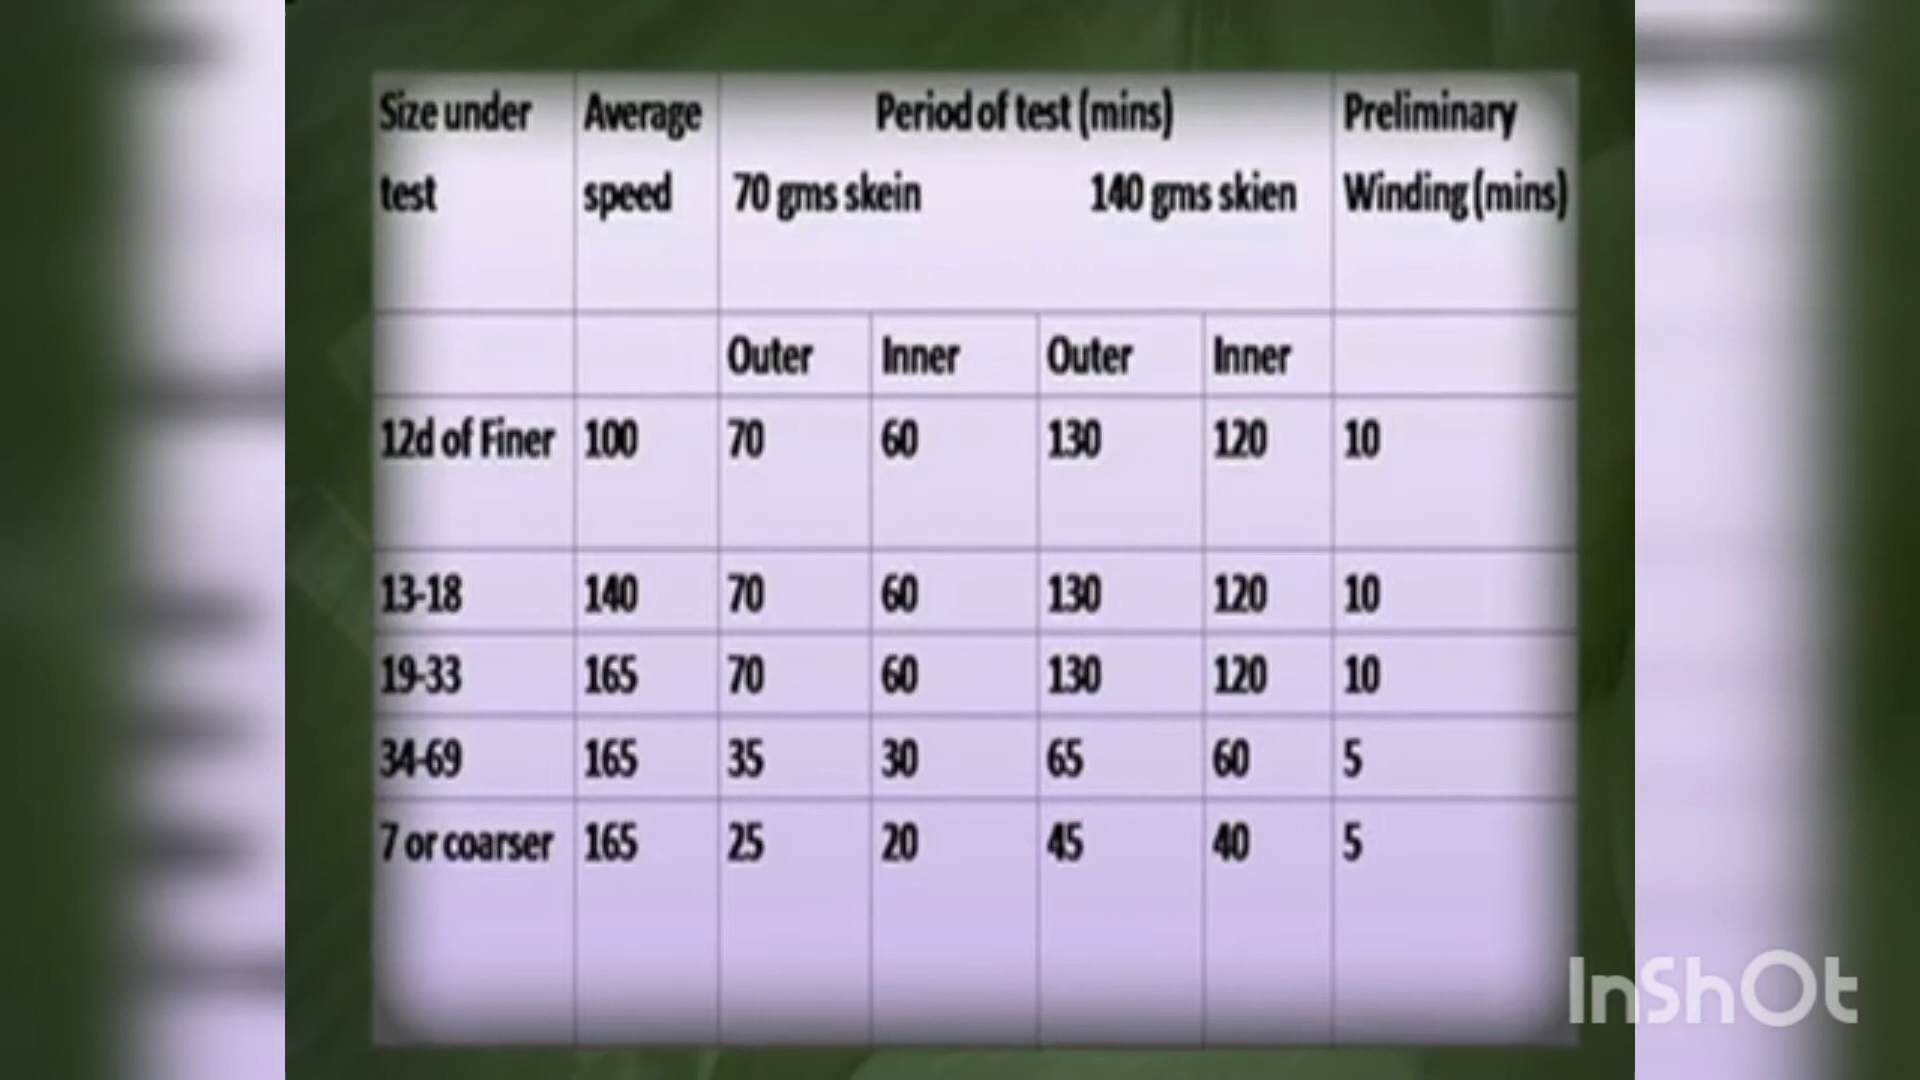 Size under Average Period of test (mins) Preliminary
test speed 70 gms skein 140 gms skien Winding (mins)
Outer Inner Outer Inner
12d of Finer 100 70 60 130 120 10
13-18 140 70 60 130 120 10
19-33 165 70 60 130 120 10
34-69 165 35 30 65 60 5
7 or coarser 165 25 20 45 40 5
InShOt